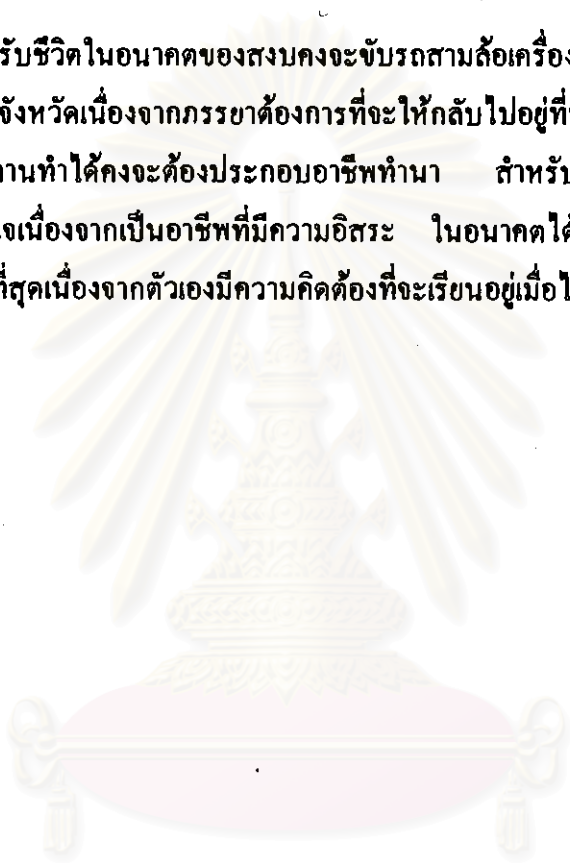 รับชีวิตในอนาคตของสงบคงจะขับรถสามล้อเครื่อง
จังหวัดเนื่องจากภรรยาต้องการที่จะให้กลับไปอยู่ที่
านทำได้คงจะต้องประกอบอาชีพทำนา สำหรับ
จเนื่องจากเป็นอาชีพที่มีความอิสระ ในอนาคตได้
ที่สุดเนื่องจากตัวเองมีความคิดต้องที่จะเรียนอยู่เมื่อ